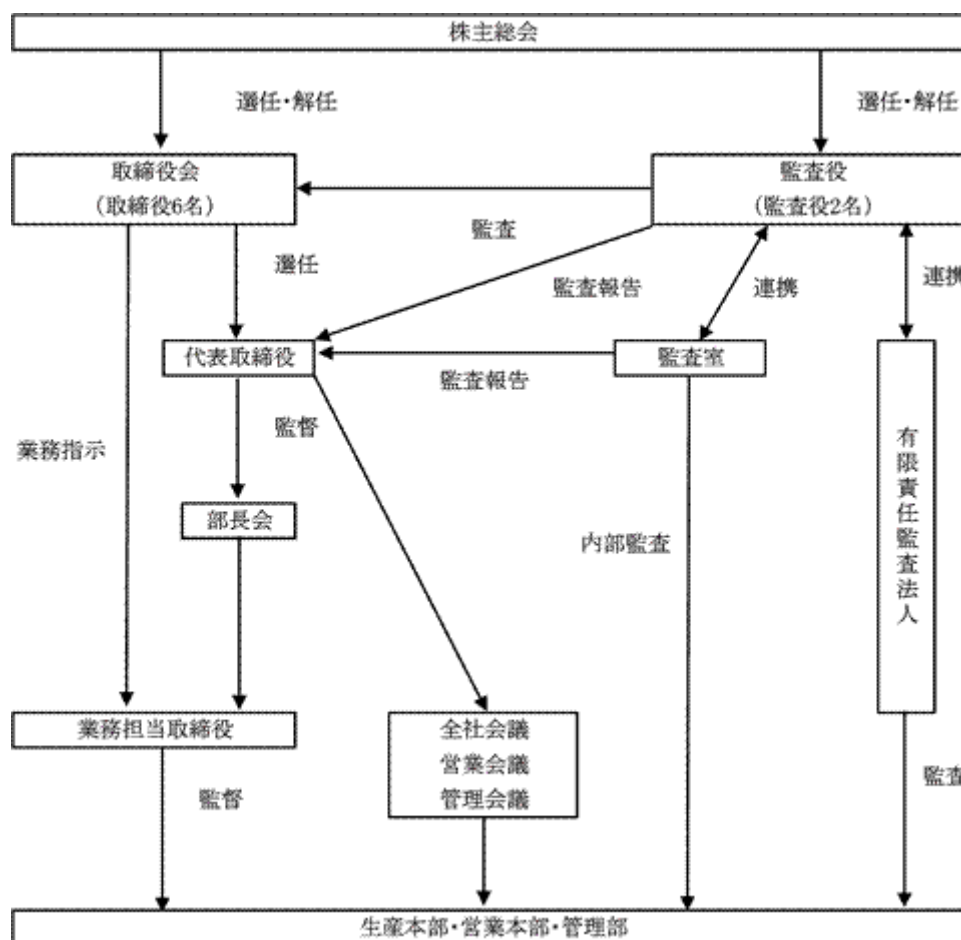 株主総会
選任・解任
選任・解任
取締役会
（取締役6名）
監査役
（監査役2名）
監査
選任
監査報告
連携
連携
代表取締役
監査室
監査報告
監督
業務指示
有限責任監査法人
部長会
内部監査
業務担当取締役
全社会議
営業会議
管理会議
監督
監査
生産本部・営業本部・管理部